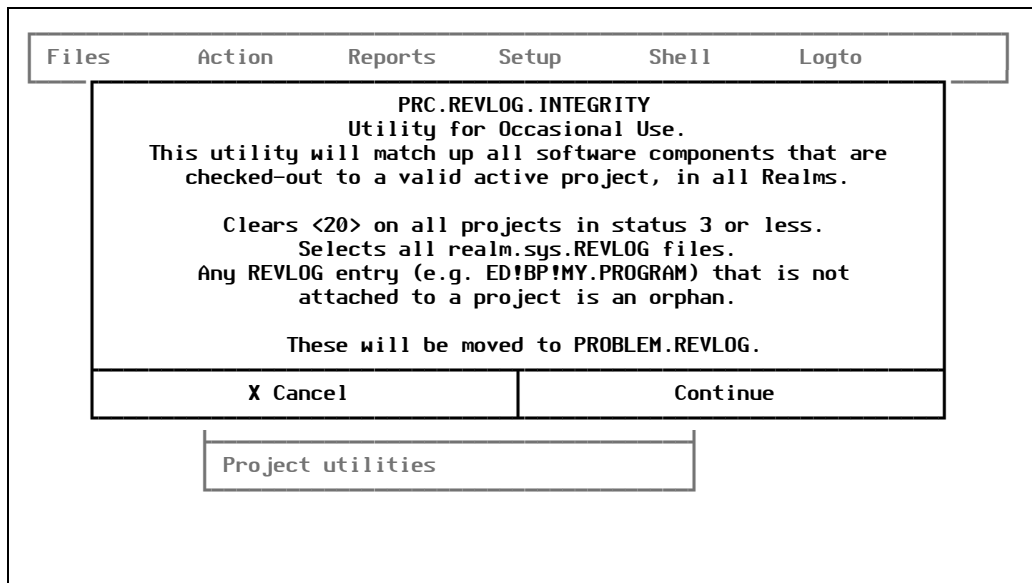 Files Action Reports Setup Shell Logto
PRC.REVLOG.INTEGRITY
Utility for Occasional Use.
This utility will match up all software components that are
checked-out to a valid active project, in all Realms.
Clears <20> on all projects in status 3 or less.
Selects all realm.sys.REVLOG files.
Any REVLOG entry (e.g. ED!BP!MY.PROGRAM) that is not
attached to a project is an orphan.
These will be moved to PROBLEM.REVLOG.
X Cancel Continue
Project utilities